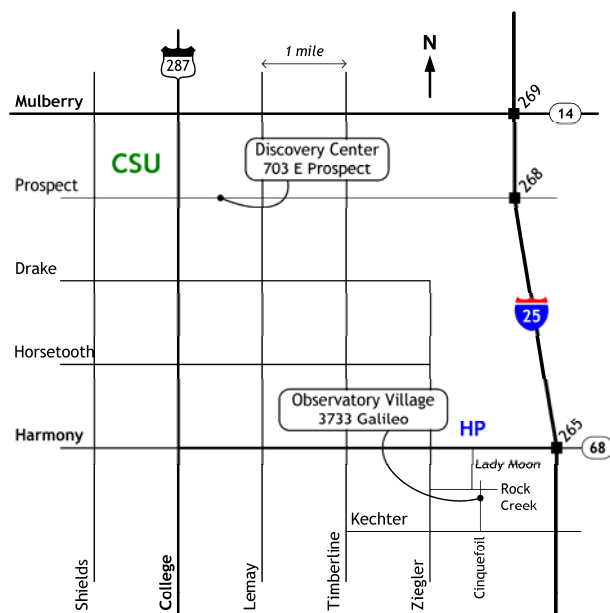 287
1 mile
N
269
Mulberry
14
CSU
Discovery Center
703 E Prospect
268
Prospect
Drake
25
Horsetooth
Observatory Village
3733 Galileo
HP
265
Harmony
68
Lady Moon
Rock
Creek
Kechter
Shields
College
Lemay
Timberline
Ziegler
Cinquefoil